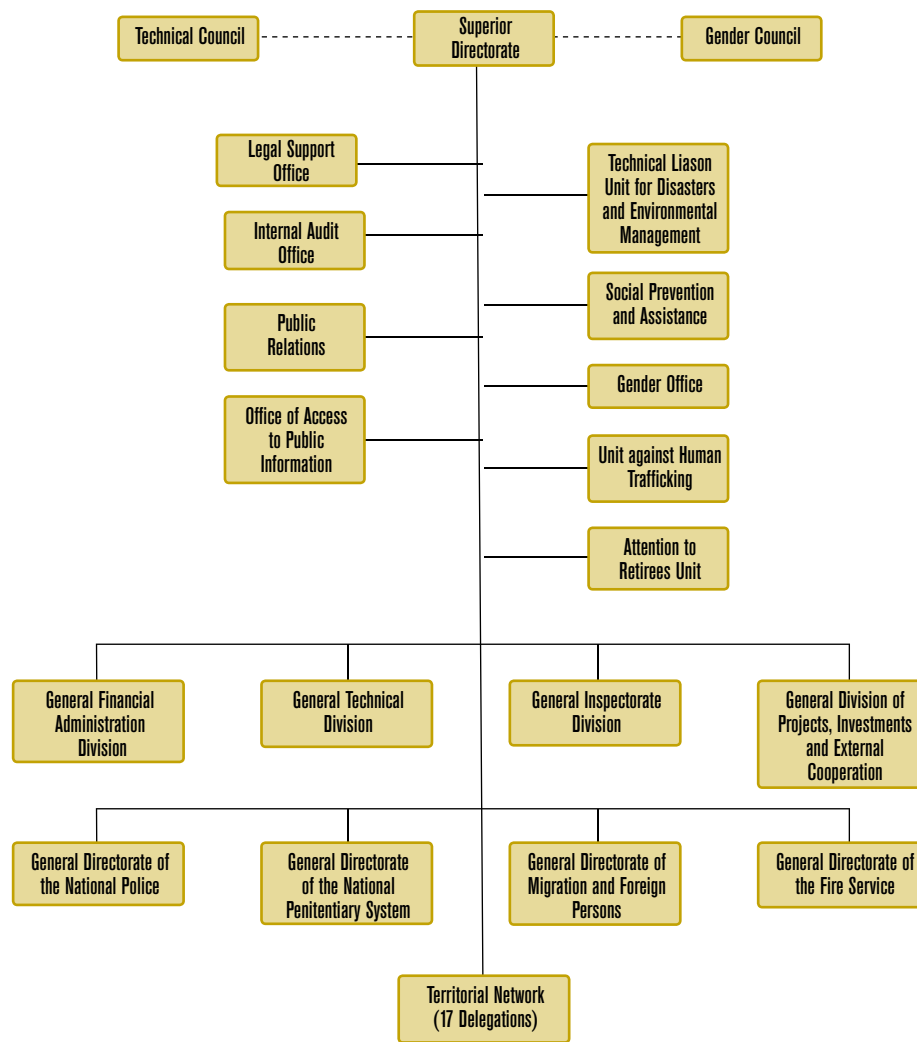 Technical Council
Superior
Directorate
Gender Council
Legal Support
Office
Technical Liason
Unit for Disasters
and Environmental
Management
Internal Audit
Office
Social Prevention
and Assistance
Public
Relations
Gender Office
Office of Access
to Public
Information
Unit against Human
Trafficking
Attention to
Retirees Unit
General Financial
Administration
Division
General Technical
Division
General Inspectorate
Division
General Division of
Projects, Investments
and External
Cooperation
General Directorate of
the National Police
General Directorate
of the National
Penitentiary System
General Directorate of
Migration and Foreign
Persons
General Directorate of
the Fire Service
Territorial Network
(17 Delegations)